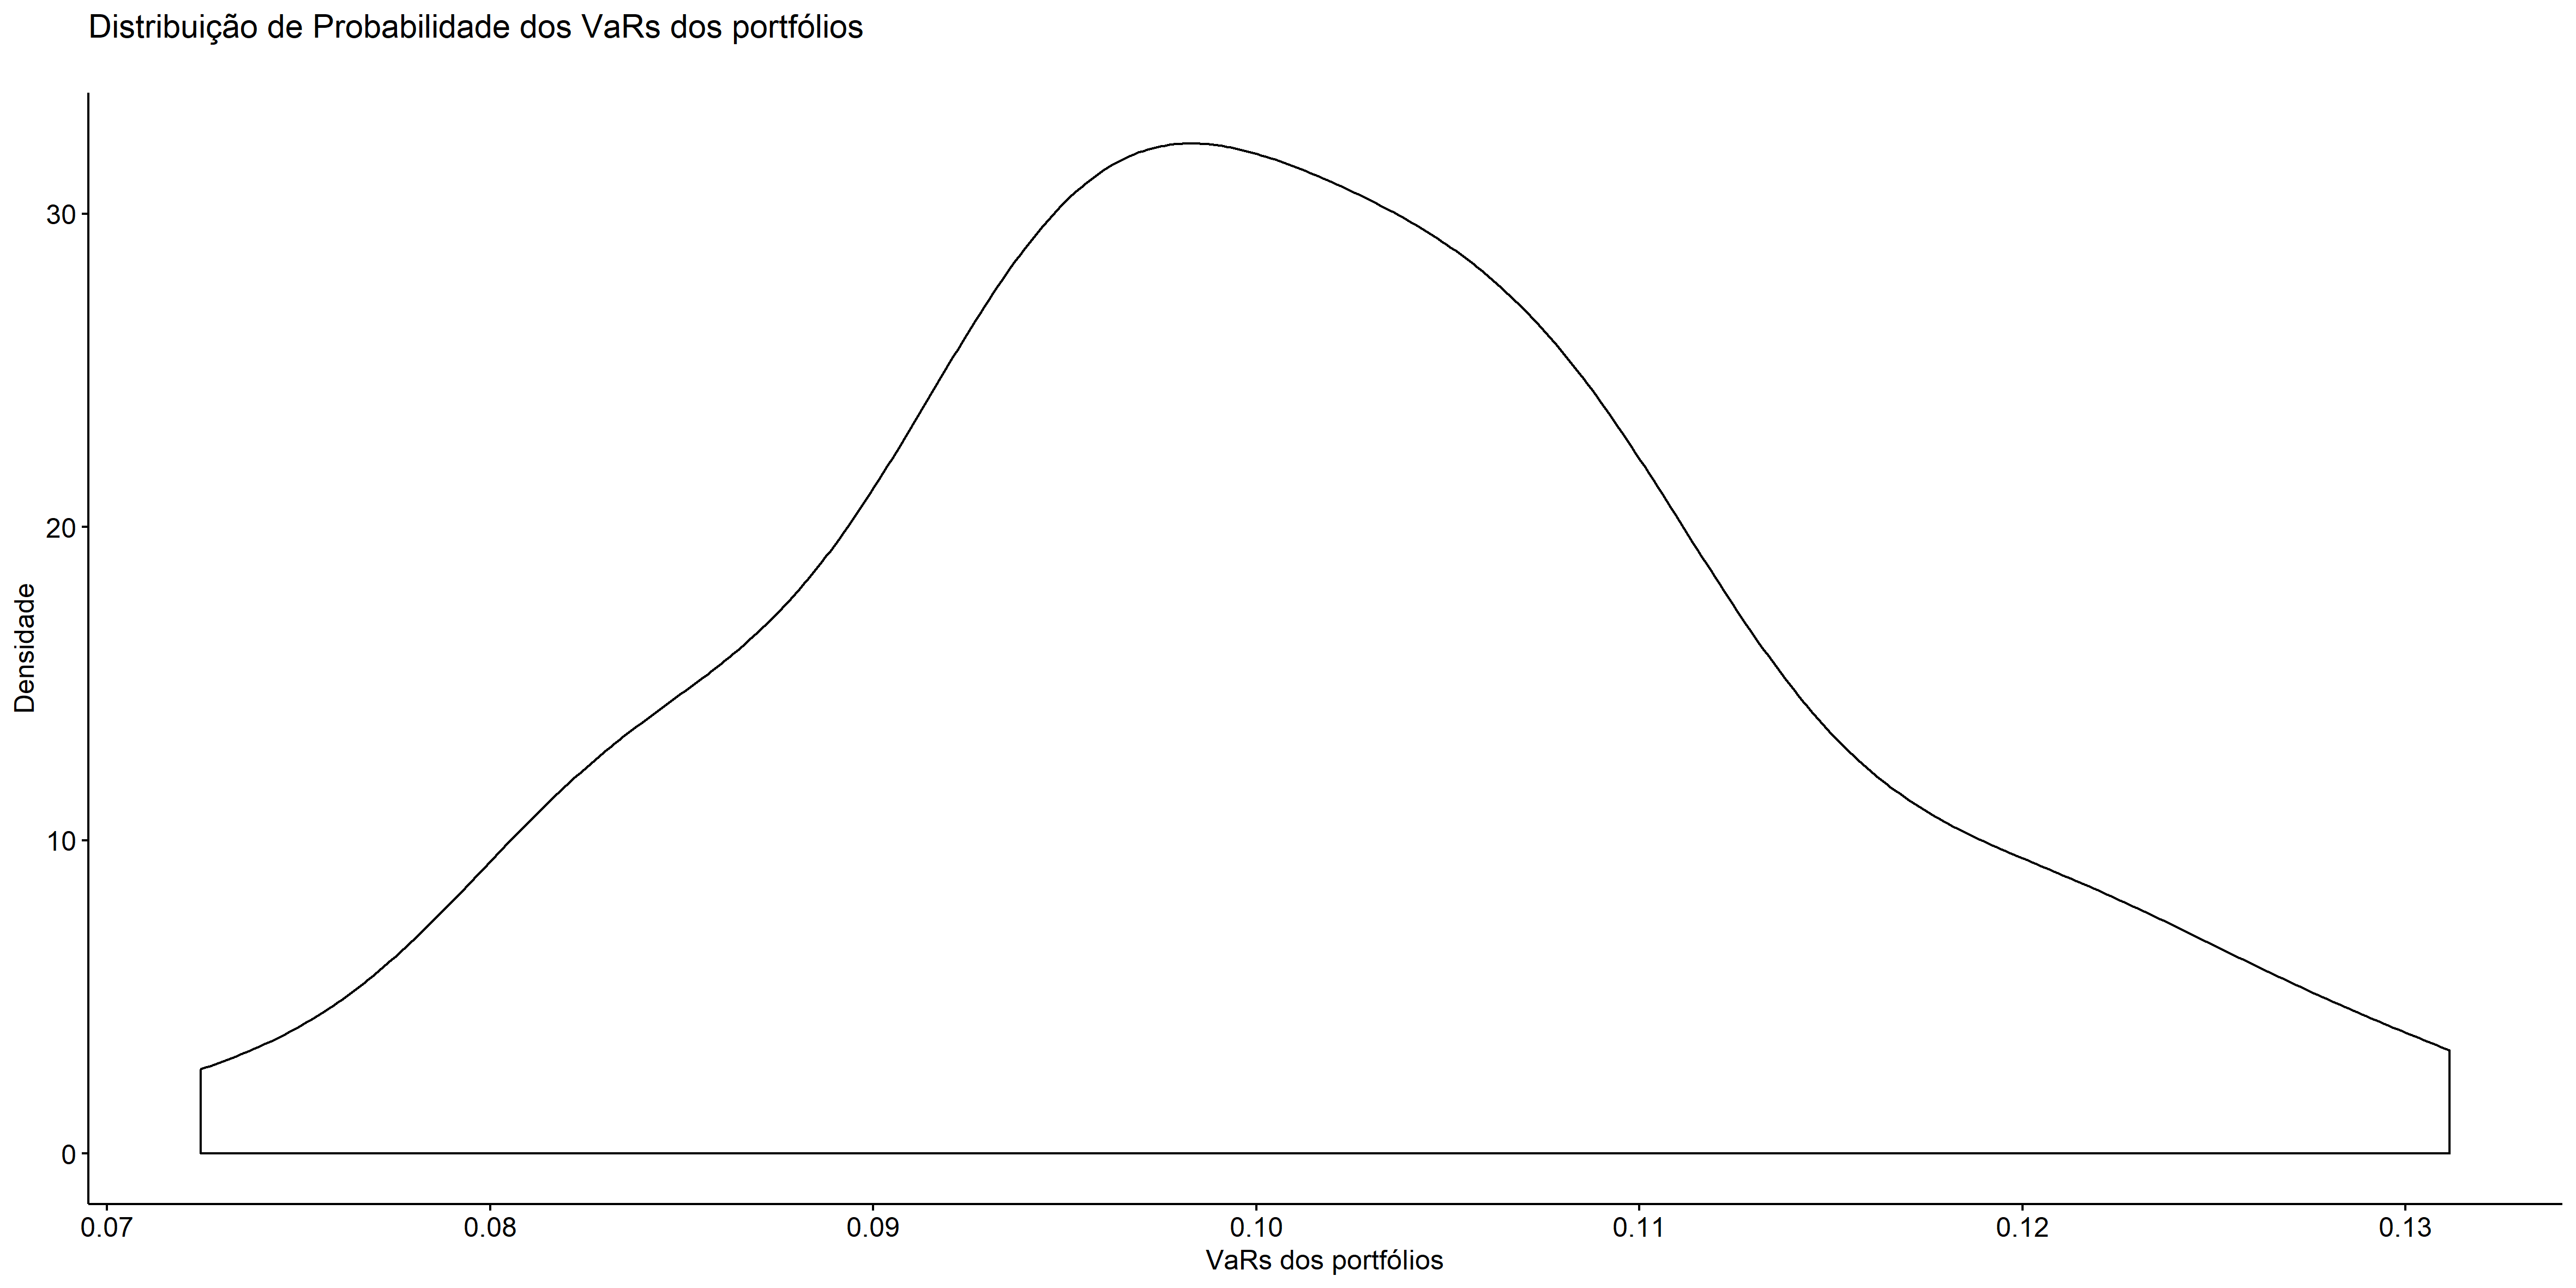 Distribuição de Probabilidade dos VaRs dos portfólios
30
20
10
0
Densidade
0.07 0.08 0.09 0.10 0.11 0.12 0.13
VaRs dos portfólios